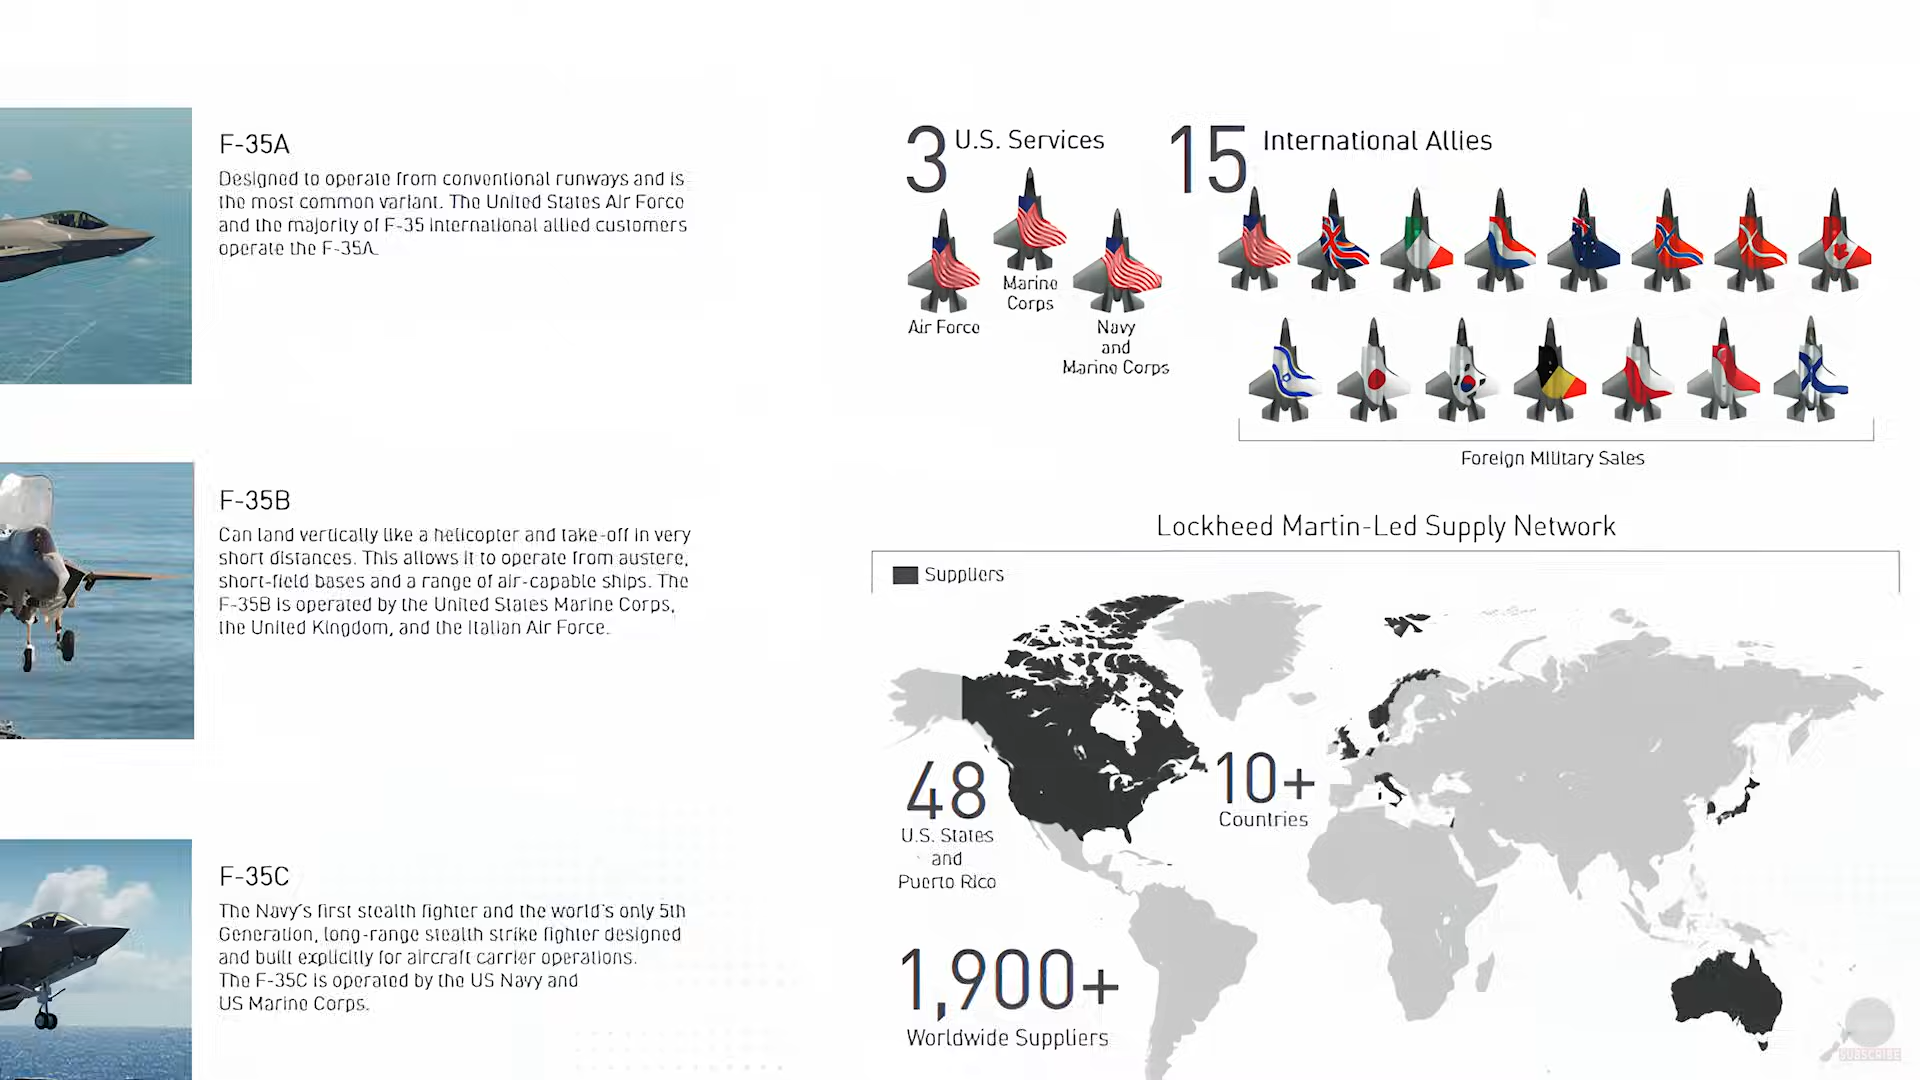 F-35A
Designed to operate from conventional runways and is
the most common variant. The United States Air Force
and the majority of F-35 international allied customers
operate the F-35A.
F-35B
Can land vertically like a helicopter and take-off in very
short distances. This allows it to operate from austere,
short-field bases and a range of air-capable ships. The
F-35B is operated by the United States Marine Corps,
the United Kingdom, and the Italian Air Force.
F-35C
The Navy's first stealth fighter and the world's only 5th
Generation, long-range stealth strike fighter designed
and built explicitly for aircraft carrier operations.
The F-35C is operated by the US Navy and
US Marine Corps.
3 U.S. Services
Air Force
Marine
Corps
Navy
and
Marine Corps
15 International Allies
Foreign Military Sales
Lockheed Martin-Led Supply Network
Suppliers
48
U.S. States
and
Puerto Rico
10+
Countries
1,900+
Worldwide Suppliers
SUBSCRIBE